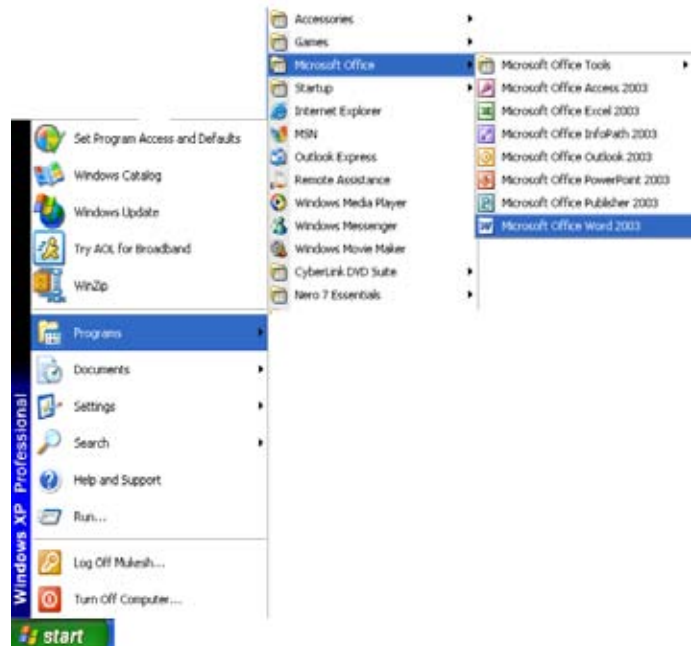 Accessories
Games
Microsoft Office
Startup
Internet Explorer
MSN
Outlook Express
Remote Assistance
Windows Media Player
Windows Messenger
Windows Movie Maker
CyberLink DVD Suite
Nero 7 Essentials
Microsoft Office Tools
Microsoft Office Access 2003
Microsoft Office Excel 2003
Microsoft Office InfoPath 2003
Microsoft Office Outlook 2003
Microsoft Office PowerPoint 2003
Microsoft Office Publisher 2003
Microsoft Office Word 2003
Set Program Access and Defaults
Windows Catalog
Windows Update
Try AOL for Broadband
WinZip
Programs
Documents
Settings
Search
Help and Support
Run...
Log Off Mukesh...
Turn Off Computer...
Windows XP Professional
start